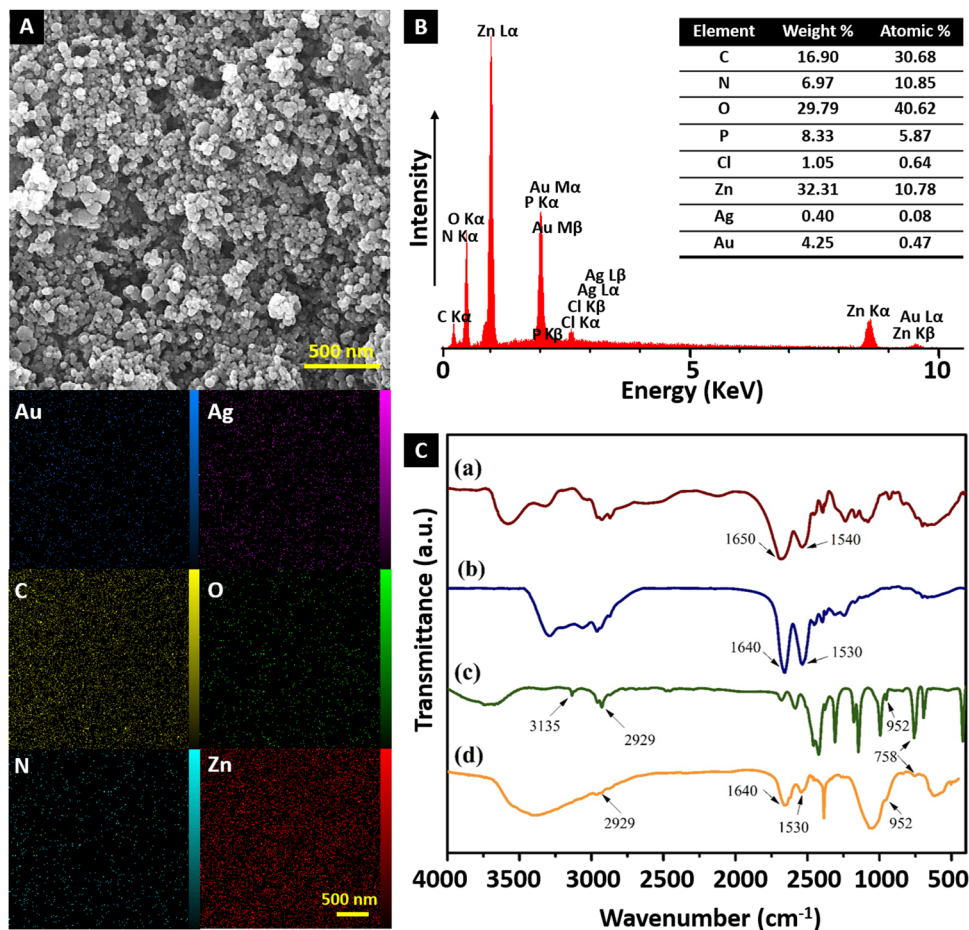 A
500 nm
Au
Ag
C
O
N
Zn
500 nm
B
Zn Lα
O Kα
N Kα
C Kα
Au Mα
P Kα
Au Mβ
P Kβ
Ag Lβ
Ag Lα
Cl Kβ
Cl Kα
Zn Kα
Au Lα
Zn Kβ
Intensity
0 5 10
Energy (KeV)
Element Weight % Atomic %
C 16.90 30.68
N 6.97 10.85
O 29.79 40.62
P 8.33 5.87
Cl 1.05 0.64
Zn 32.31 10.78
Ag 0.40 0.08
Au 4.25 0.47
C
(a)
1650 1540
(b)
1640 1530
(c)
3135 2929 952
758
(d)
2929 1640 1530 952
Transmittance (a.u.)
4000 3500 3000 2500 2000 1500 1000 500
Wavenumber (cm⁻¹)